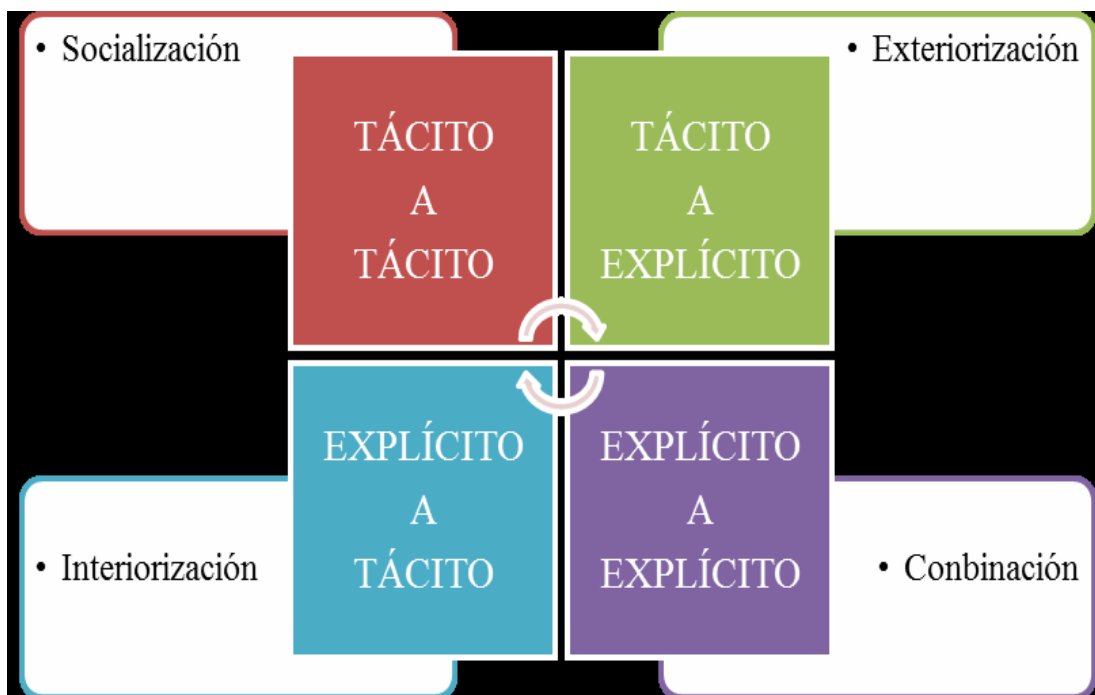 • Socialización
• Exteriorización
TÁCITO
A
TÁCITO
TÁCITO
A
EXPLÍCITO
EXPLÍCITO
A
TÁCITO
EXPLÍCITO
A
EXPLÍCITO
• Interiorización
• Conbinación